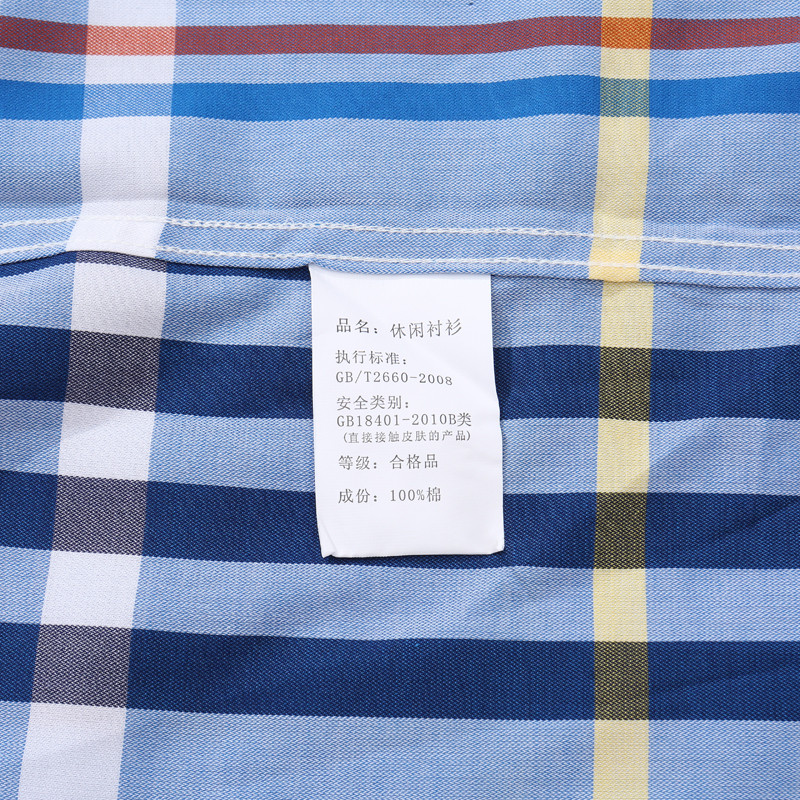 品名：休闲衬衫
执行标准：
GB/T2660-2008
安全类别：
GB18401-2010B类
(直接接触皮肤的产品)
等级：合格品
成份：100%棉